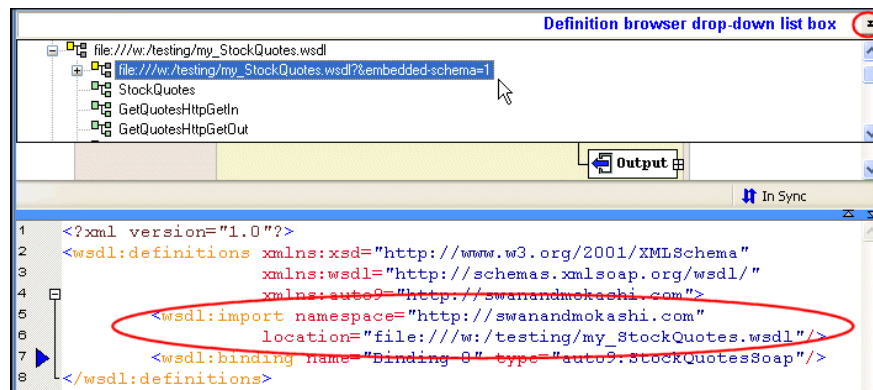 Definition browser drop-down list box
file:///w:/testing/my_StockQuotes.wsdl
file:///w:/testing/my_StockQuotes.wsdl?&embedded-schema=1
StockQuotes
GetQuotesHttpGetIn
GetQuotesHttpGetOut
Output
In Sync
1 <?xml version="1.0"?>
2 <wsdl:definitions xmlns:xsd="http://www.w3.org/2001/XMLSchema"
3 xmlns:wsdl="http://schemas.xmlsoap.org/wsdl/"
4 xmlns:auto9="http://swanandmokashi.com">
5 <wsdl:import namespace="http://swanandmokashi.com"
6 location="file:///w:/testing/my_StockQuotes.wsdl"/>
7 <wsdl:binding name="Binding-0" type="auto9:StockQuotesSoap"/>
8 </wsdl:definitions>